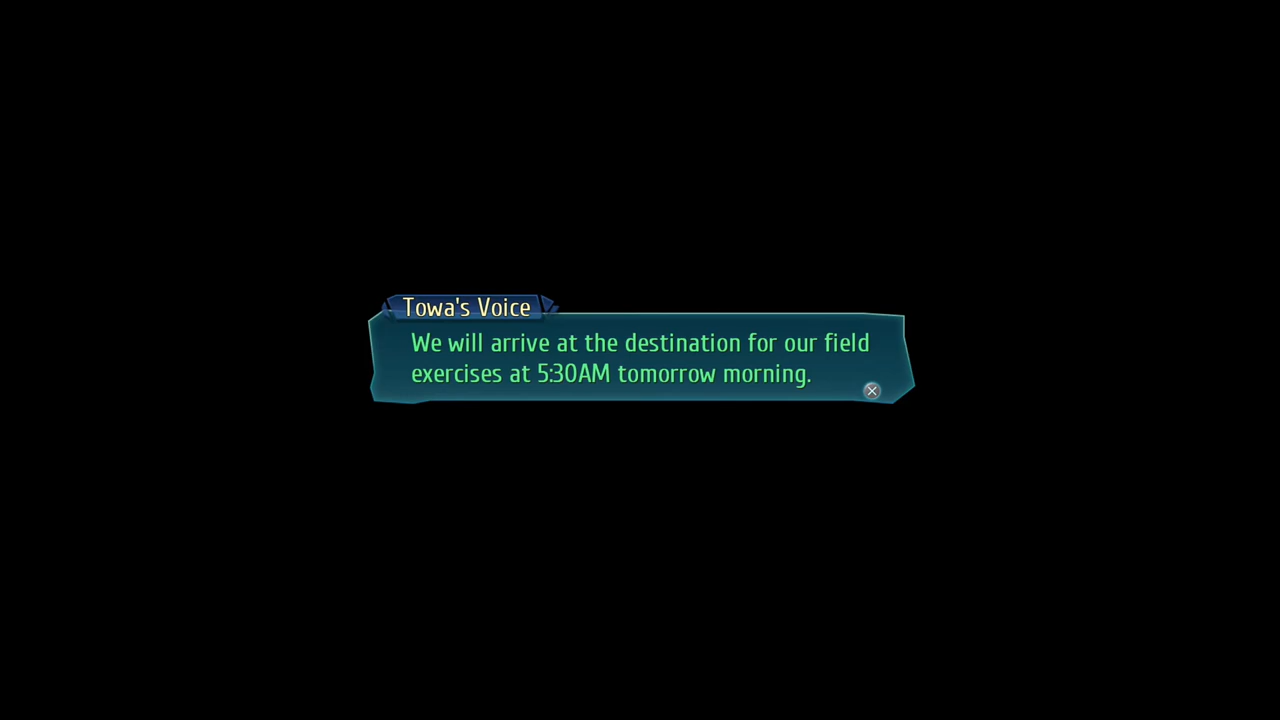 Towa's Voice
We will arrive at the destination for our field
exercises at 5:30AM tomorrow morning.